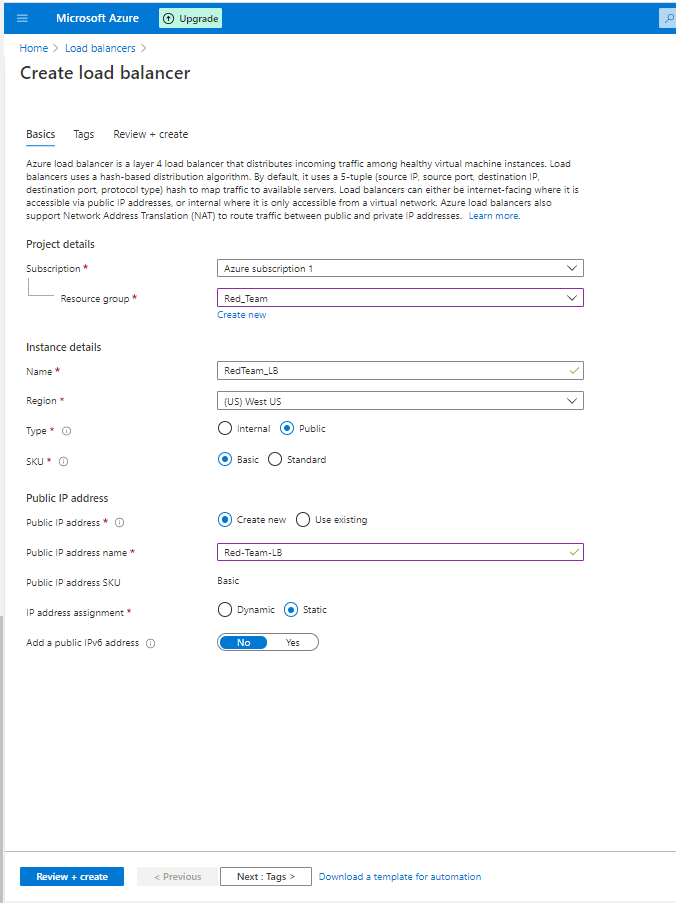 Microsoft Azure
Upgrade
Home > Load balancers >
Create load balancer
Basics Tags Review + create
Azure load balancer is a layer 4 load balancer that distributes incoming traffic among healthy virtual machine instances. Load
balancers uses a hash-based distribution algorithm. By default, it uses a 5-tuple (source IP, source port, destination IP,
destination port, protocol type) hash to map traffic to available servers. Load balancers can either be internet-facing where it is
accessible via public IP addresses, or internal where it is only accessible from a virtual network. Azure load balancers also
support Network Address Translation (NAT) to route traffic between public and private IP addresses. Learn more.
Project details
Subscription * Azure subscription 1
Resource group * Red_Team
Create new
Instance details
Name * RedTeam_LB
Region * (US) West US
Type * Internal Public
SKU * Basic Standard
Public IP address
Public IP address * Create new Use existing
Public IP address name * Red-Team-LB
Public IP address SKU Basic
IP address assignment * Dynamic Static
Add a public IPv6 address No Yes
Review + create < Previous Next : Tags > Download a template for automation